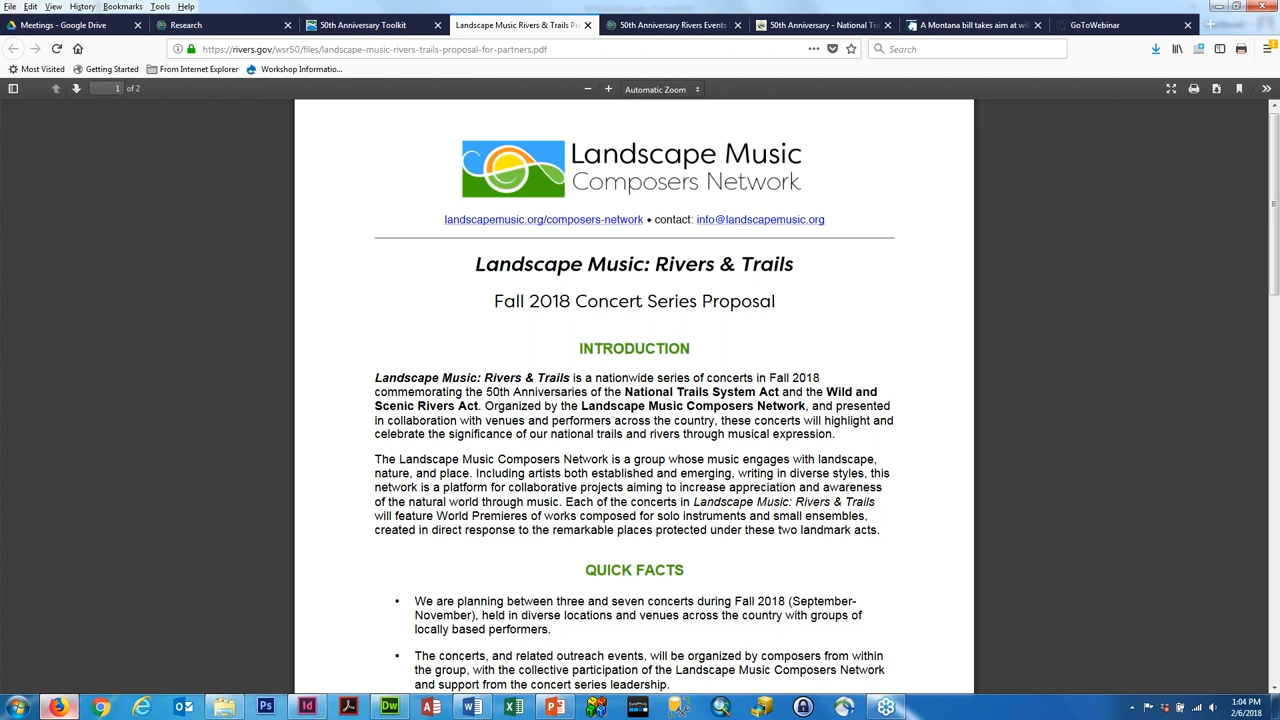 File Edit View History Bookmarks Tools Help
Meetings - Google Drive
Research
50th Anniversary Toolkit
Landscape Music Rivers & Trails Pr
50th Anniversary Rivers Events
50th Anniversary - National Tra
A Montana bill takes aim at wil
GoToWebinar
https://rivers.gov/wsr50/files/landscape-music-rivers-trails-proposal-for-partners.pdf
Search
Most Visited Getting Started From Internet Explorer Workshop Informatio...
1 of 2
Automatic Zoom
Landscape Music
Composers Network
landscapemusic.org/composers-network ♦ contact: info@landscapemusic.org
Landscape Music: Rivers & Trails
Fall 2018 Concert Series Proposal
INTRODUCTION
Landscape Music: Rivers & Trails is a nationwide series of concerts in Fall 2018
commemorating the 50th Anniversaries of the National Trails System Act and the Wild and
Scenic Rivers Act. Organized by the Landscape Music Composers Network, and presented
in collaboration with venues and performers across the country, these concerts will highlight and
celebrate the significance of our national trails and rivers through musical expression.
The Landscape Music Composers Network is a group whose music engages with landscape,
nature, and place. Including artists both established and emerging, writing in diverse styles, this
network is a platform for collaborative projects aiming to increase appreciation and awareness
of the natural world through music. Each of the concerts in Landscape Music: Rivers & Trails
will feature World Premieres of works composed for solo instruments and small ensembles,
created in direct response to the remarkable places protected under these two landmark acts.
QUICK FACTS
• We are planning between three and seven concerts during Fall 2018 (September-
November), held in diverse locations and venues across the country with groups of
locally based performers.
• The concerts, and related outreach events, will be organized by composers from within
the group, with the collective participation of the Landscape Music Composers Network
and support from the concert series leadership.
Ps Id Dw
1:04 PM
2/6/2018